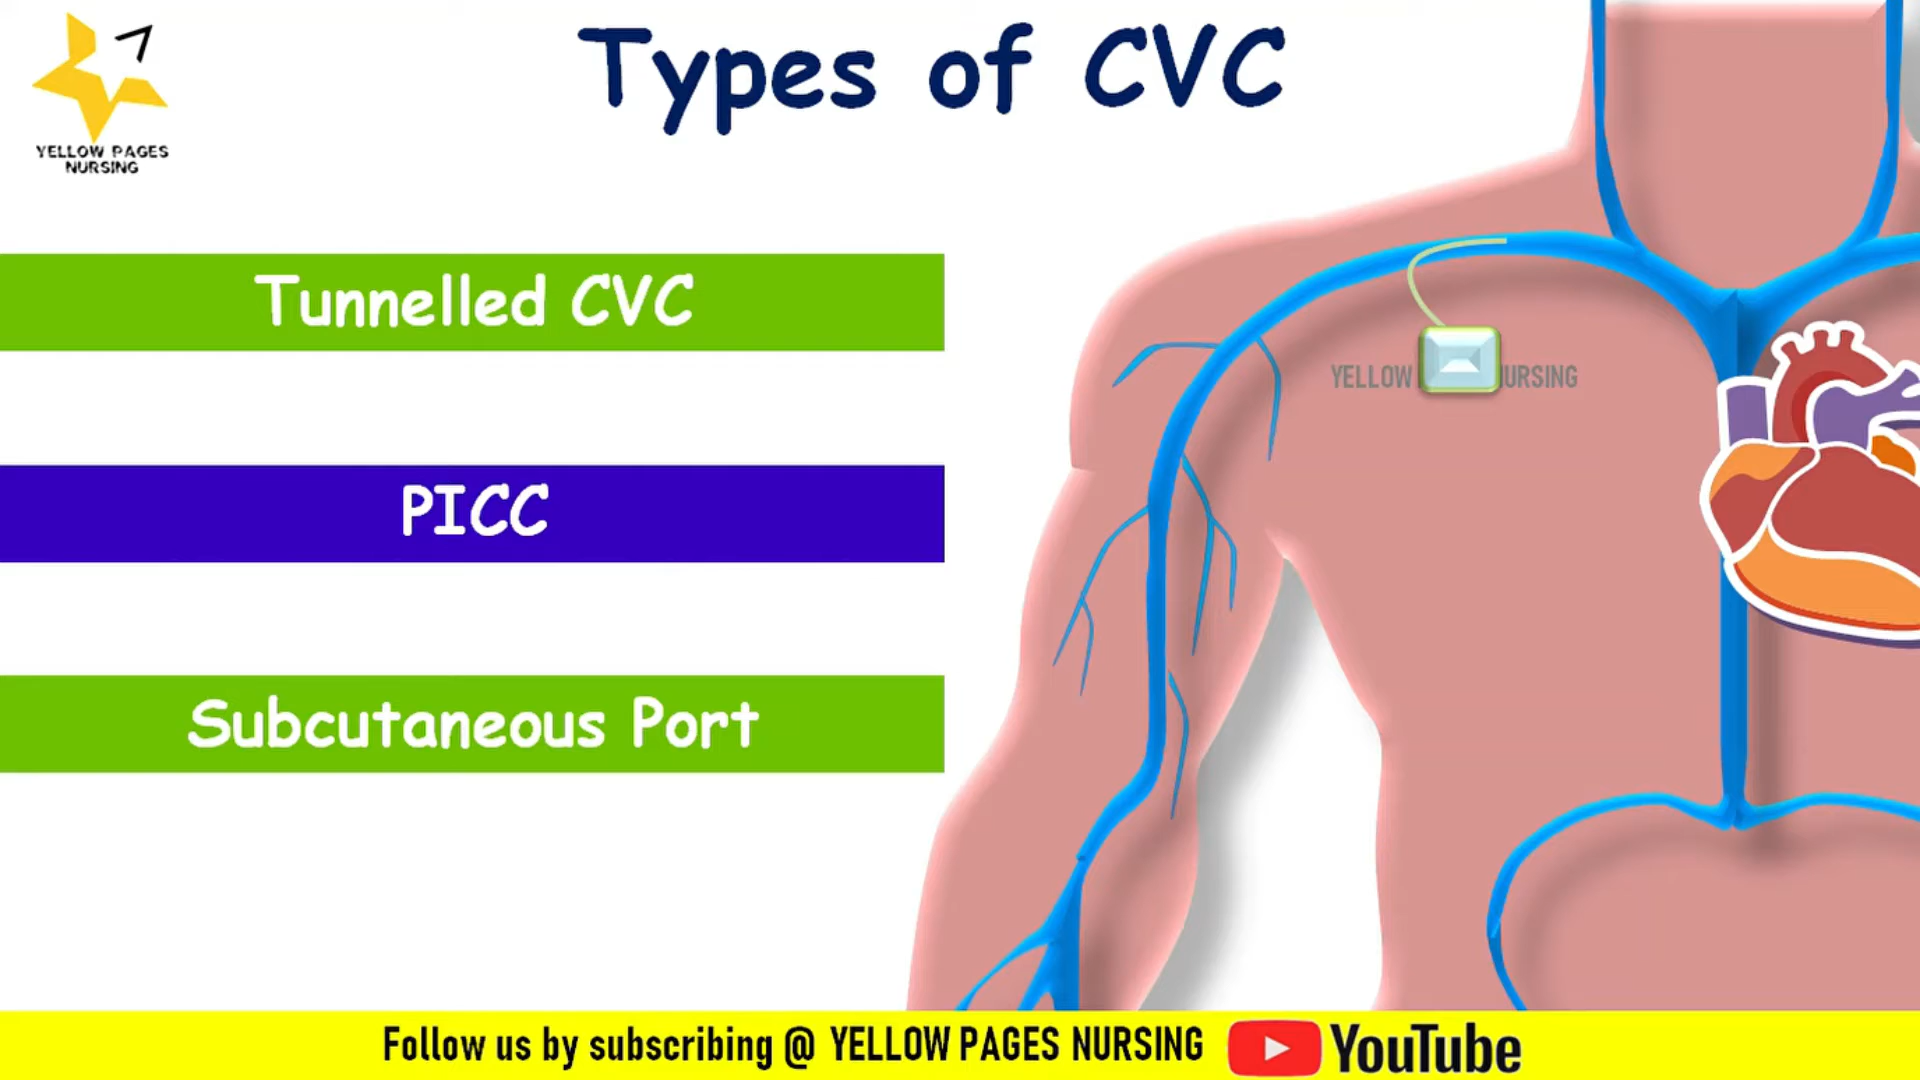 Types of CVC
YELLOW PAGES
NURSING
Tunnelled CVC
YELLOW URSING
PICC
Subcutaneous Port
Follow us by subscribing @ YELLOW PAGES NURSING YouTube